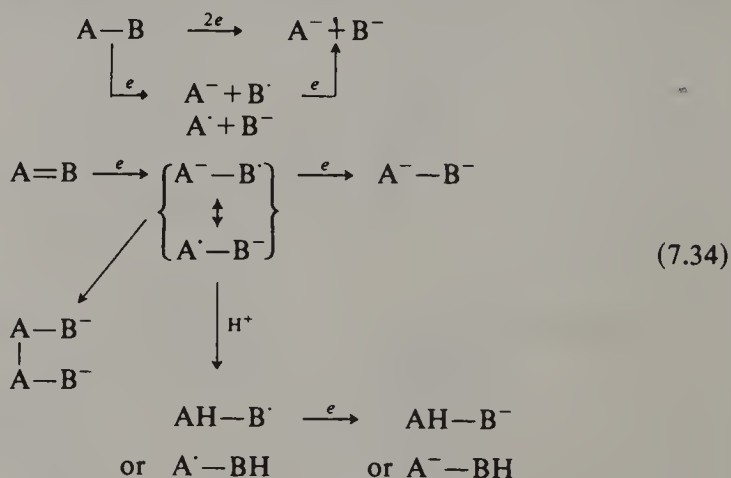 A—B 2e→ A⁻ + B⁻
e→ A⁻ + B· e→
A· + B⁻
A=B e→ {A⁻—B· e→ A⁻—B⁻
↕
A·—B⁻}
(7.34)
H⁺
A—B⁻
|
A—B⁻
AH—B· e→ AH—B⁻
or A·—BH or A⁻—BH